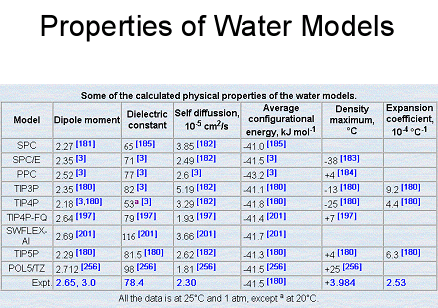 Properties of Water Models
Some of the calculated physical properties of the water models.
Model Dipole moment Dielectric constant Self diffussion, 10-5 cm2/s Average configurational energy, kJ mol-1 Density maximum, °C Expansion coefficient, 10-4 °C-1
SPC 2.27 [181] 65 [185] 3.85 [182] -41.0 [185]
SPC/E 2.35 [3] 71 [3] 2.49 [182] -41.5 [3] -38 [183]
PPC 2.52 [3] 77 [3] 2.6 [3] -43.2 [3] +4 [184]
TIP3P 2.35 [180] 82 [3] 5.19 [182] -41.1 [180] -13 [180] 9.2 [180]
TIP4P 2.18 [3,180] 53a [3] 3.29 [182] -41.8 [180] -25 [180] 4.4 [180]
TIP4P-FQ 2.64 [197] 79 [197] 1.93 [197] -41.4 [201] +7 [197]
SWFLEX-AI 2.69 [201] 116 [201] 3.66 [201] -41.7 [201]
TIP5P 2.29 [180] 81.5 [180] 2.62 [182] -41.3 [180] +4 [180] 6.3 [180]
POL5/TZ 2.712 [256] 98 [256] 1.81 [256] -41.5 [256] +25 [256]
Expt. 2.65, 3.0 78.4 2.30 -41.5 [180] +3.984 2.53
All the data is at 25°C and 1 atm, except a at 20°C.